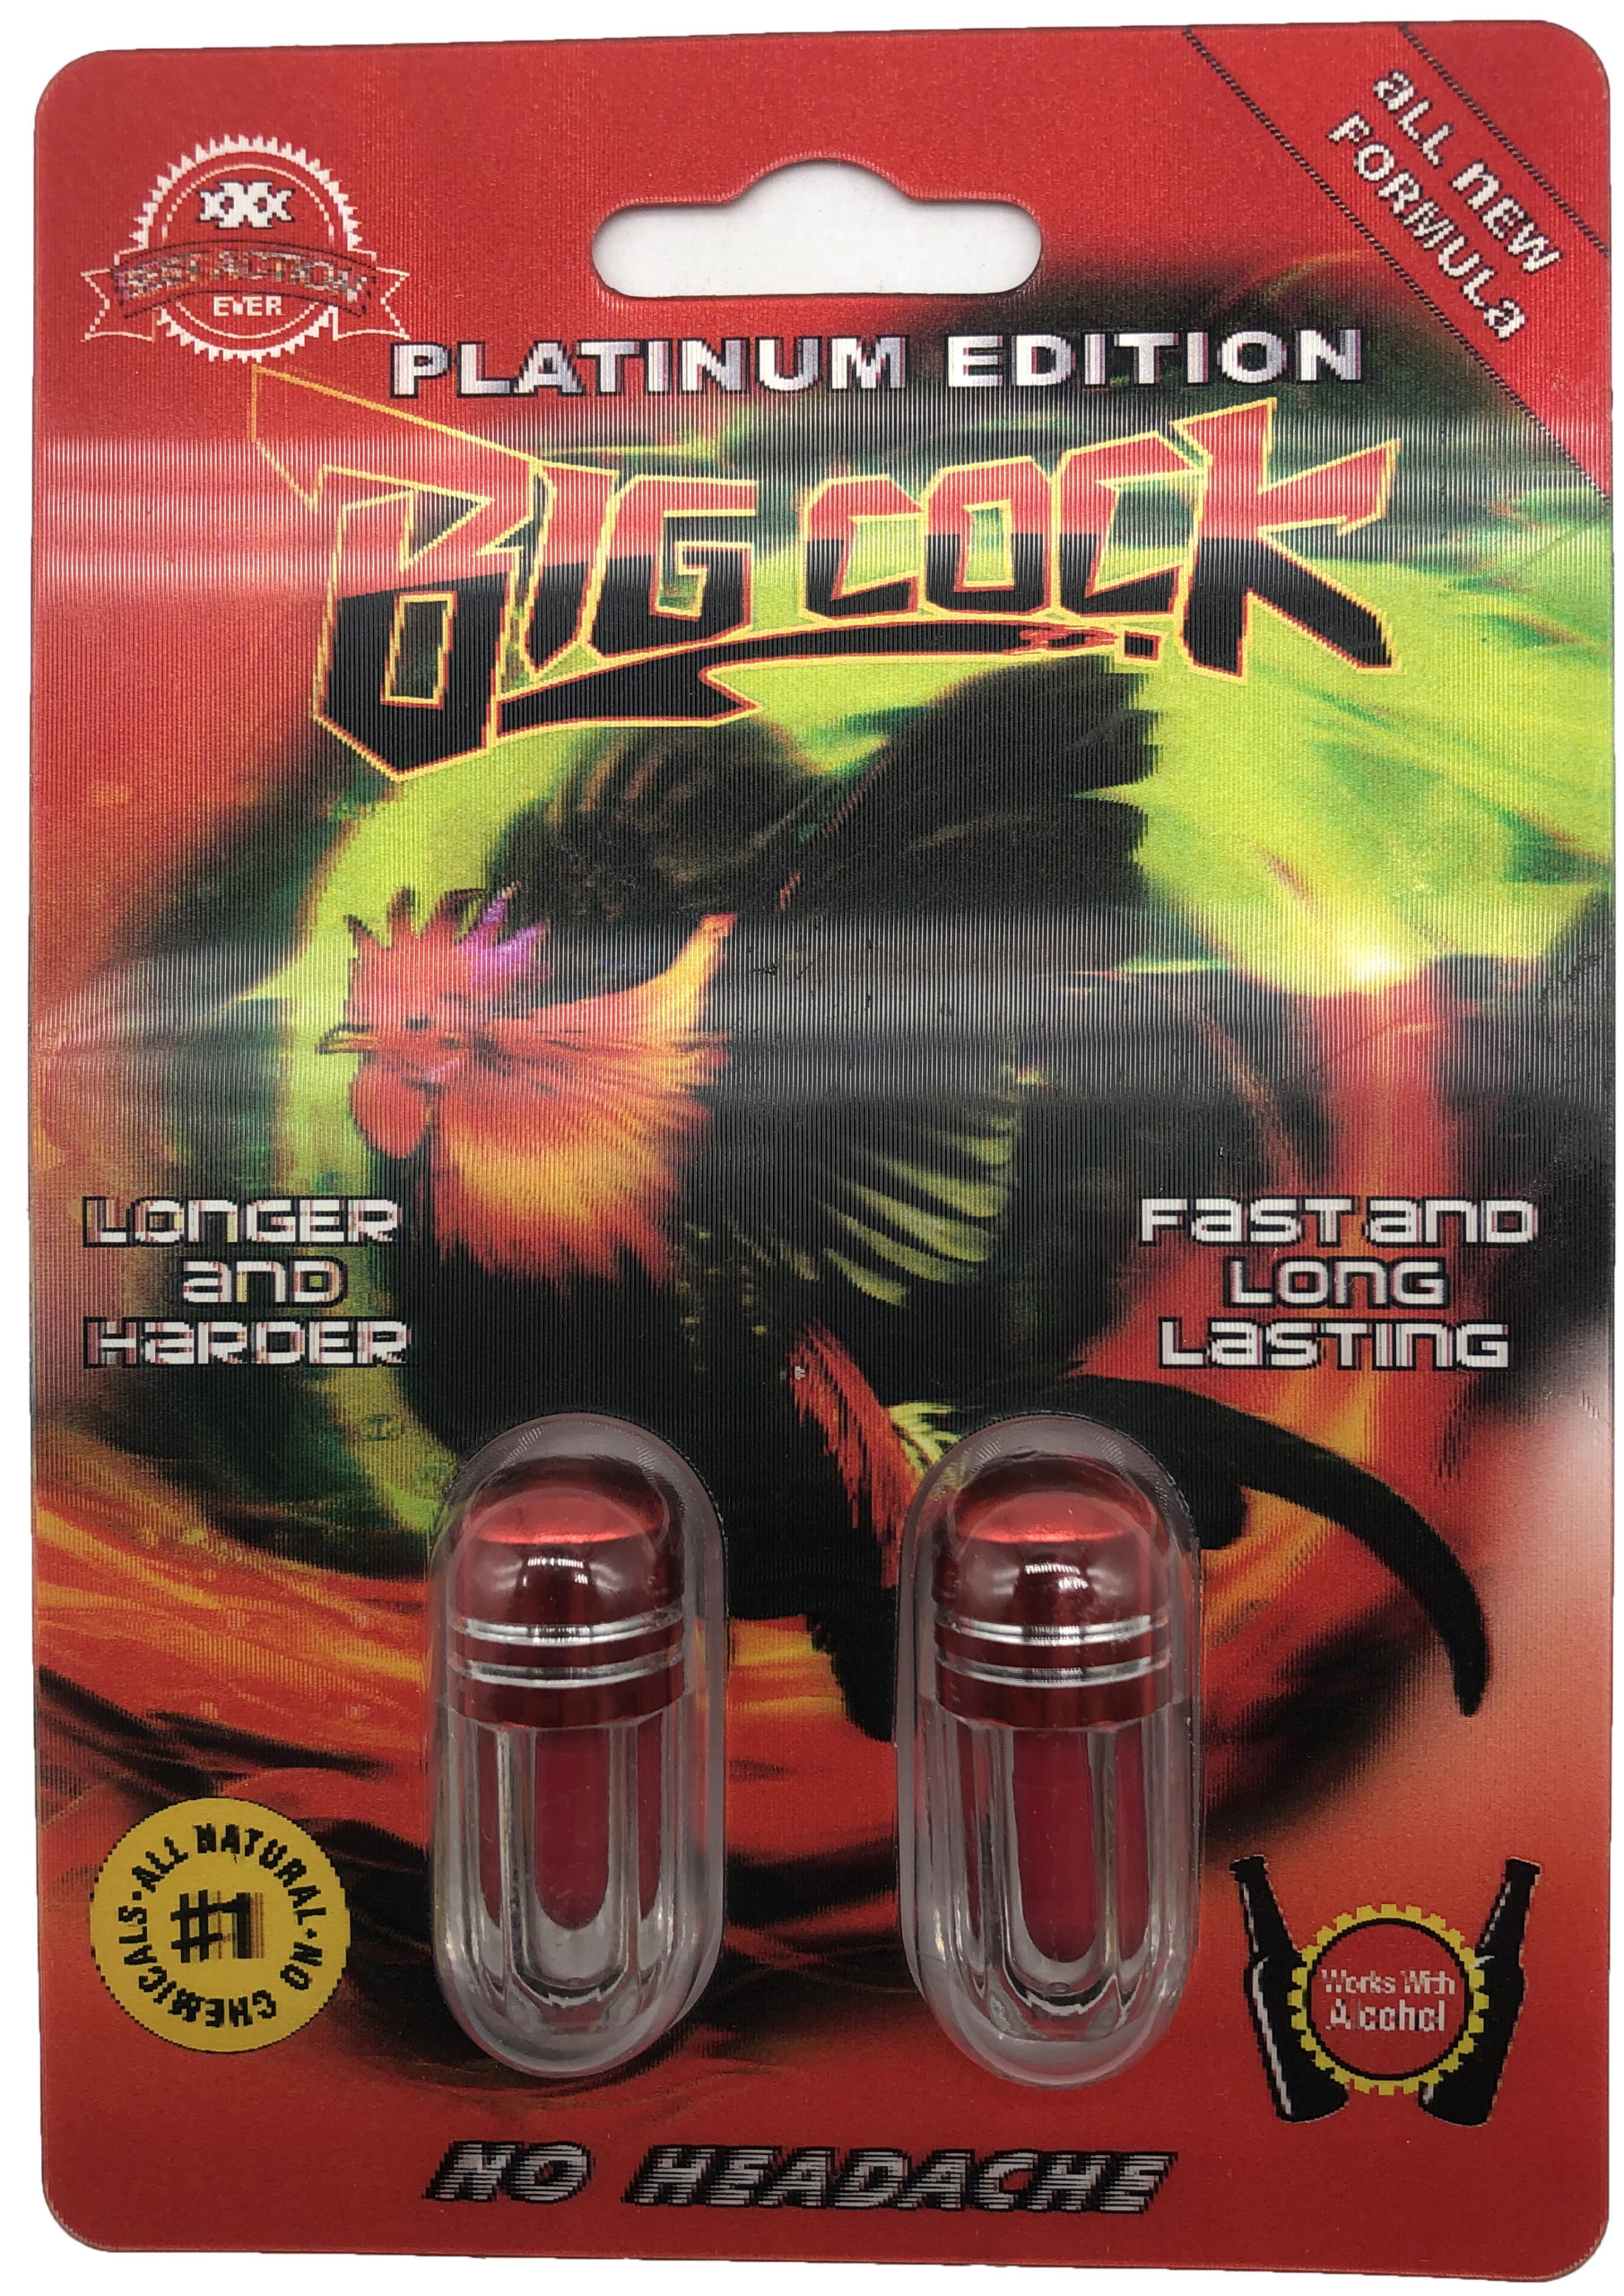 XXX
BEST ACTION
EVER
ALL NEW
FORMULA
PLATINUM EDITION
BIG COCK
LONGER
AND
HARDER
FAST AND
LONG
LASTING
ALL NATURAL • NO CHEMICALS •
#1
Works With
Alcohol
NO HEADACHE